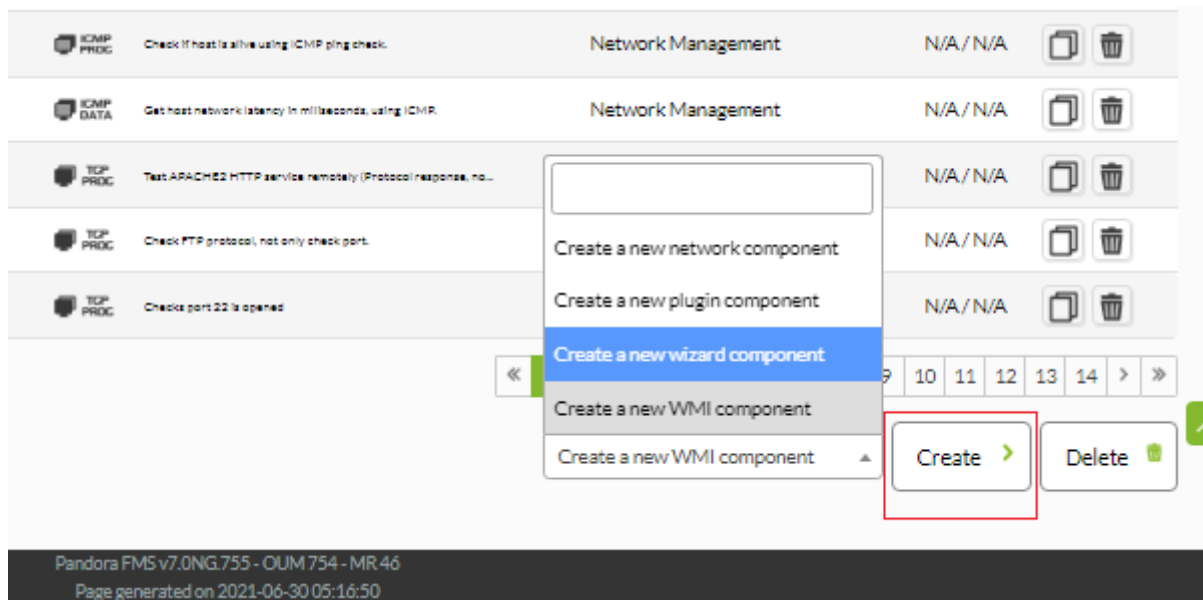 ICMP PROC Check if host is alive using ICMP ping check. Network Management N/A / N/A
ICMP DATA Get host network latency in miliseconds, using ICMP. Network Management N/A / N/A
TCP PROC Test APACHE2 HTTP service remotely (Protocol response, no... N/A / N/A
TCP PROC Check FTP protocol, not only check port. N/A / N/A
Create a new network component
Create a new plugin component
TCP PROC Checks port 22 is opened N/A / N/A
Create a new wizard component
« 9 10 11 12 13 14 > »
Create a new WMI component
Create a new WMI component Create > Delete
Pandora FMS v7.0NG.755 - OUM 754 - MR 46
Page generated on 2021-06-30 05:16:50